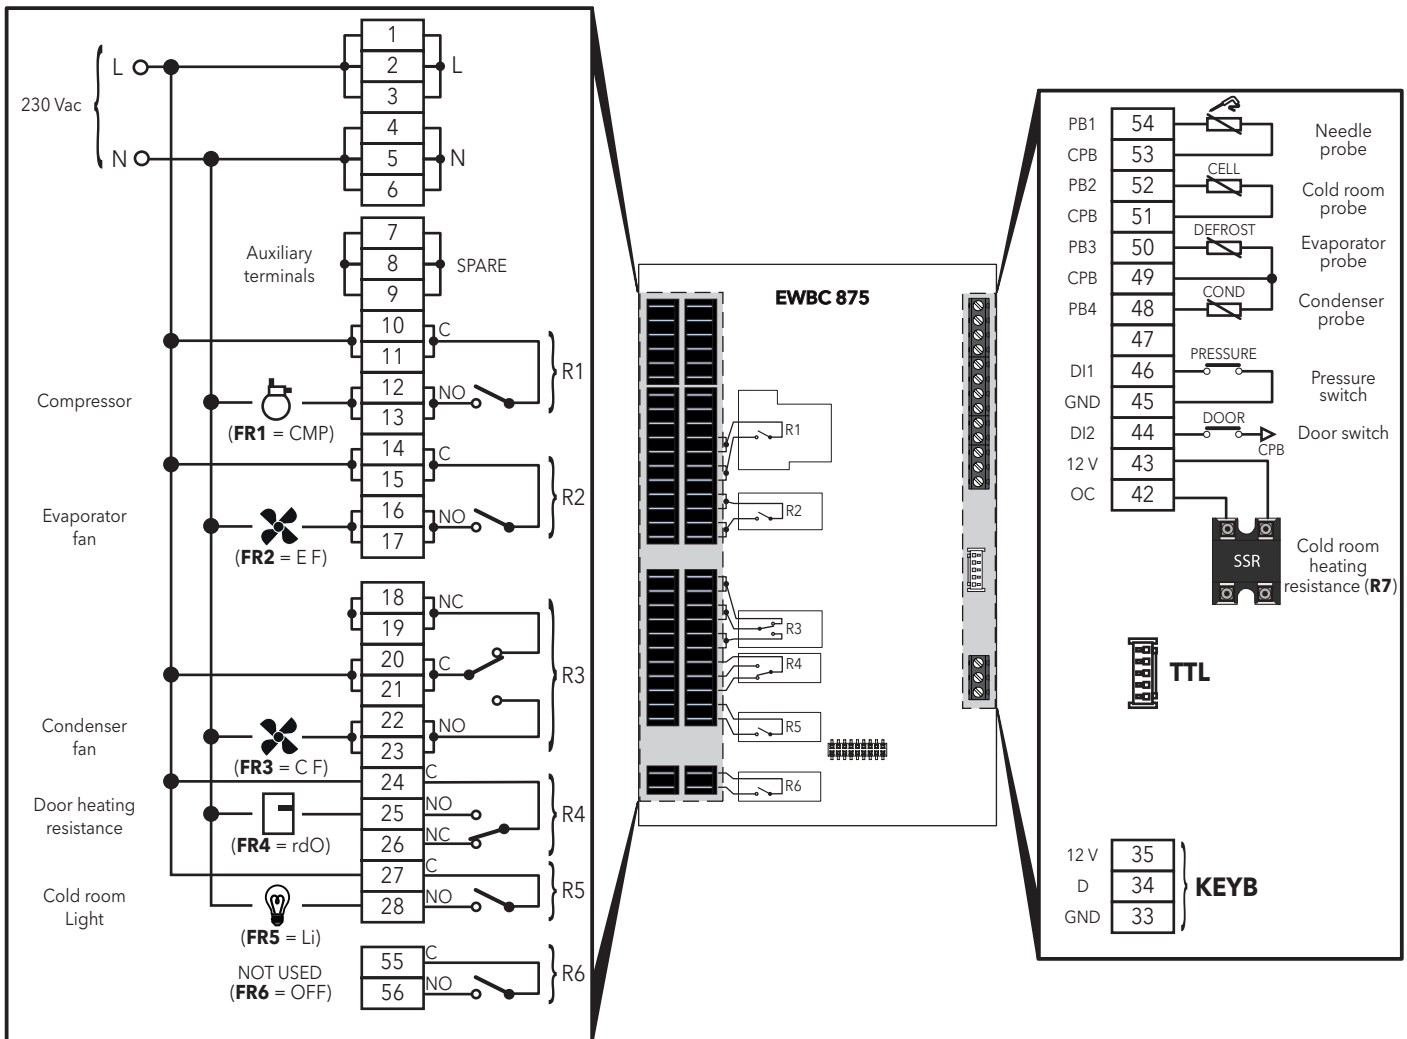 230 Vac
L
N
1
2
3
L
4
5
6
N
Auxiliary
terminals
7
8
9
SPARE
10
11
12
13
C
NO
R1
Compressor
(FR1 = CMP)
14
15
16
17
C
NO
R2
Evaporator
fan
(FR2 = E F)
18
19
20
21
22
23
NC
C
NO
R3
Condenser
fan
(FR3 = C F)
24
25
26
C
NO
NC
R4
Door heating
resistance
(FR4 = rdO)
27
28
C
NO
R5
Cold room
Light
(FR5 = Li)
55
56
C
NO
R6
NOT USED
(FR6 = OFF)
EWBC 875
R1
R2
R3
R4
R5
R6
PB1 54
CPB 53
Needle
probe
PB2 52
CPB 51
CELL
Cold room
probe
PB3 50
CPB 49
DEFROST
Evaporator
probe
PB4 48
COND
Condenser
probe
47
DI1 46
GND 45
PRESSURE
Pressure
switch
DI2 44
DOOR
CPB
Door switch
12 V 43
OC 42
SSR
Cold room
heating
resistance (R7)
TTL
12 V 35
D 34
GND 33
KEYB